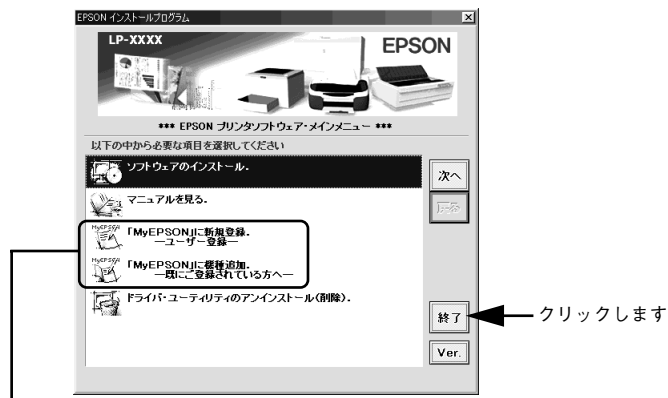 EPSON インストールプログラム
LP-XXXX
EPSON
*** EPSON プリンタソフトウェア・メインメニュー ***
以下の中から必要な項目を選択してください
ソフトウェアのインストール.
次へ
マニュアルを見る.
戻る
MyEPSON
「MyEPSON」に新規登録.
―ユーザー登録―
MyEPSON
「MyEPSON」に機種追加.
―既にご登録されている方へ―
ドライバ・ユーティリティのアンインストール(削除).
終了
クリックします
Ver.